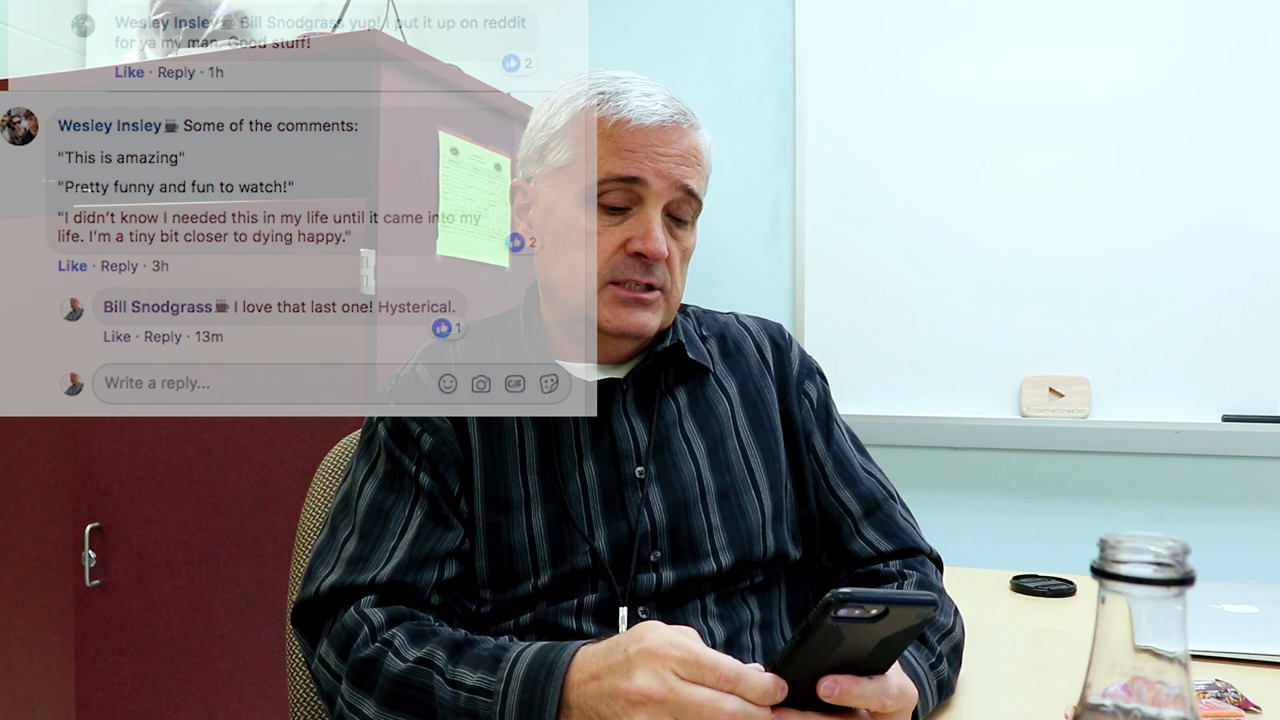 Wesley Insley Bill Snodgrass yup! I put it up on reddit
for ya my man. Good stuff!
2
Like · Reply · 1h
Wesley Insley Some of the comments:
"This is amazing"
"Pretty funny and fun to watch!"
"I didn't know I needed this in my life until it came into my
life. I'm a tiny bit closer to dying happy."
2
Like · Reply · 3h
Bill Snodgrass I love that last one! Hysterical.
1
Like · Reply · 13m
Write a reply...
GIF